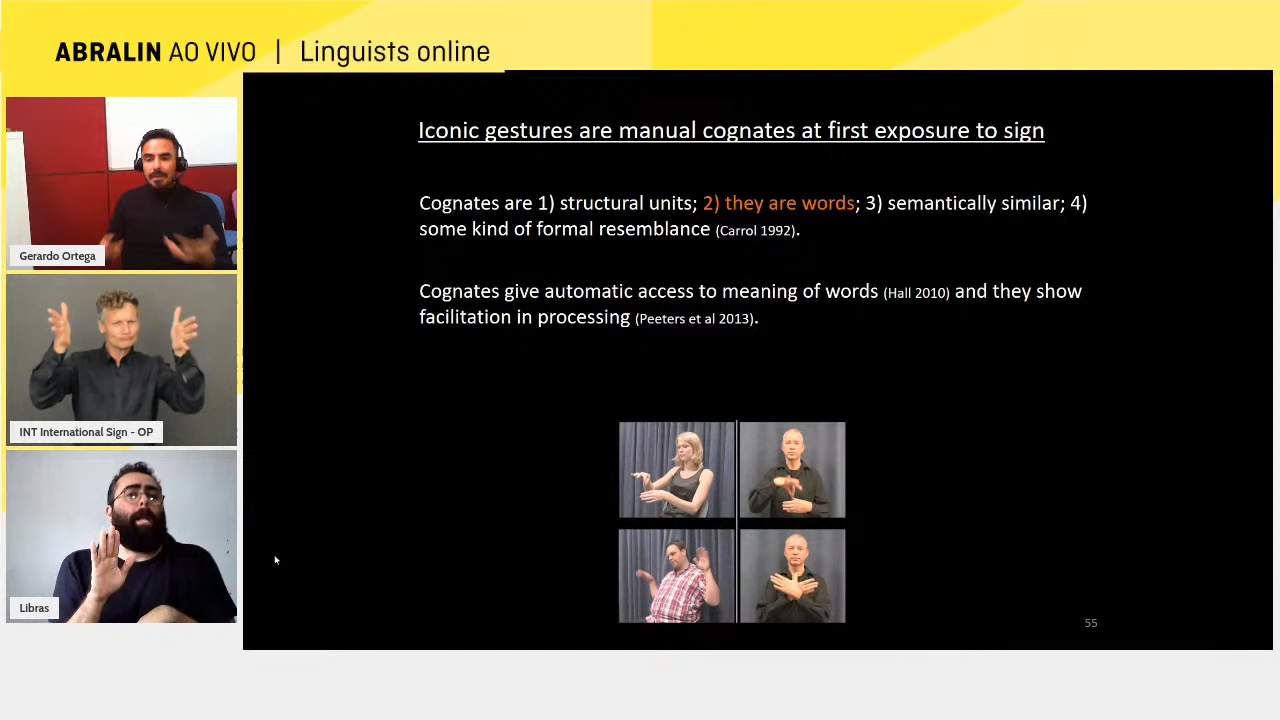 ABRALIN AO VIVO | Linguists online
Iconic gestures are manual cognates at first exposure to sign
Cognates are 1) structural units; 2) they are words; 3) semantically similar; 4)
some kind of formal resemblance (Carrol 1992).
Cognates give automatic access to meaning of words (Hall 2010) and they show
facilitation in processing (Peeters et al 2013).
Gerardo Ortega
INT International Sign - OP
Libras
55